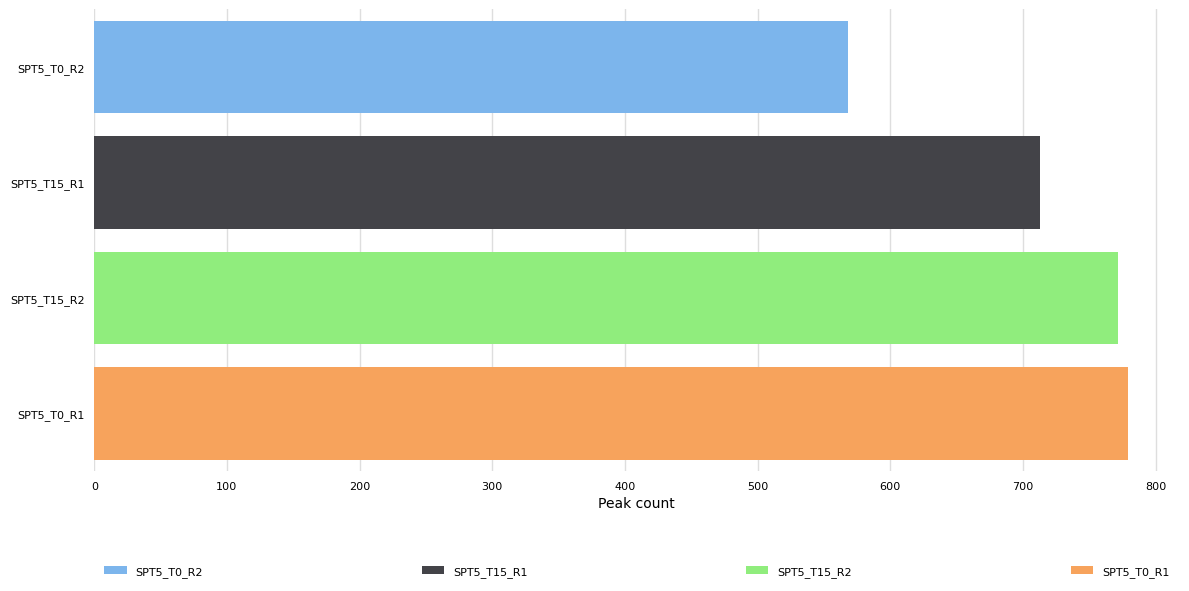 SPT5_T0_R2
SPT5_T15_R1
SPT5_T15_R2
SPT5_T0_R1
0 100 200 300 400 500 600 700 800
Peak count
SPT5_T0_R2 SPT5_T15_R1 SPT5_T15_R2 SPT5_T0_R1